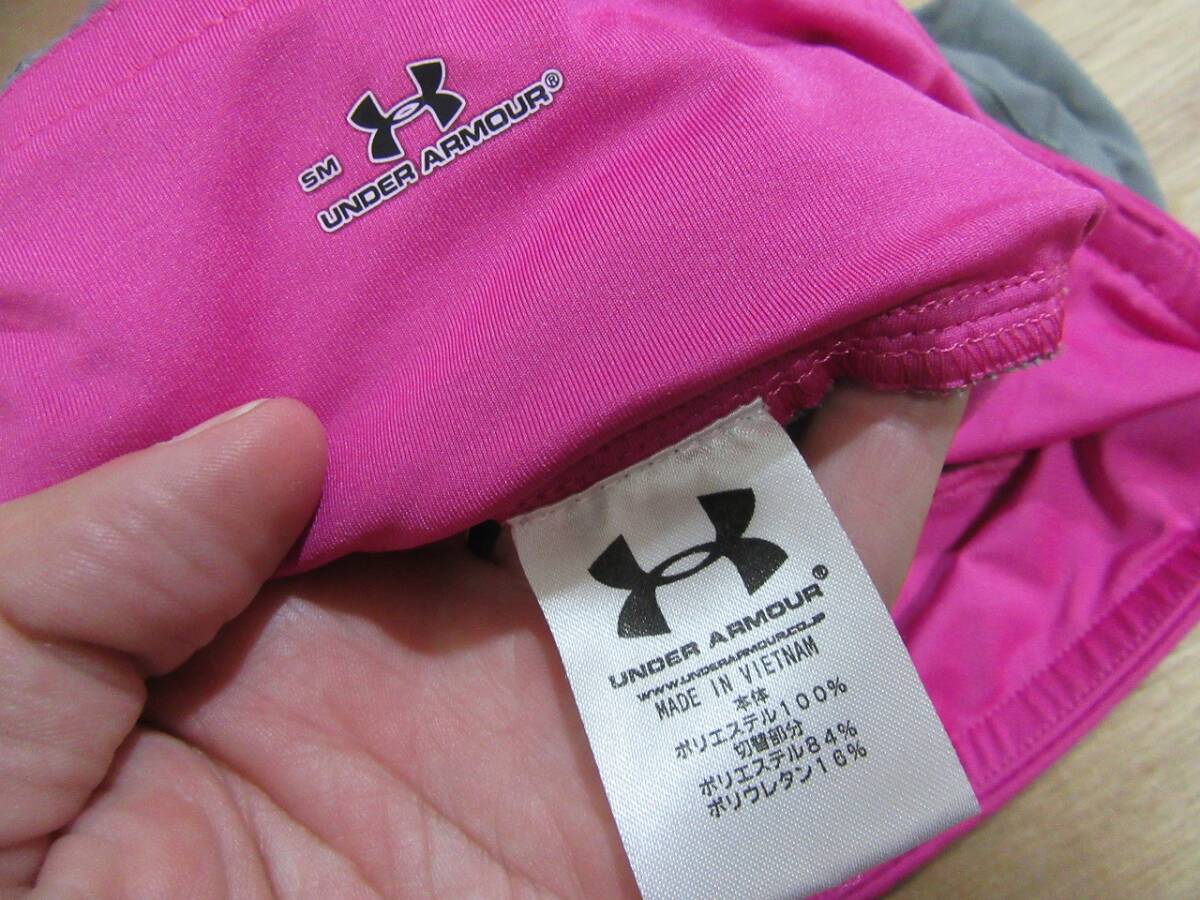 SM
UNDER ARMOUR®
UNDER ARMOUR®
WWW.UNDERARMOUR.CO.JP
MADE IN VIETNAM
本体
ポリエステル100%
切替部分
ポリエステル84%
ポリウレタン16%